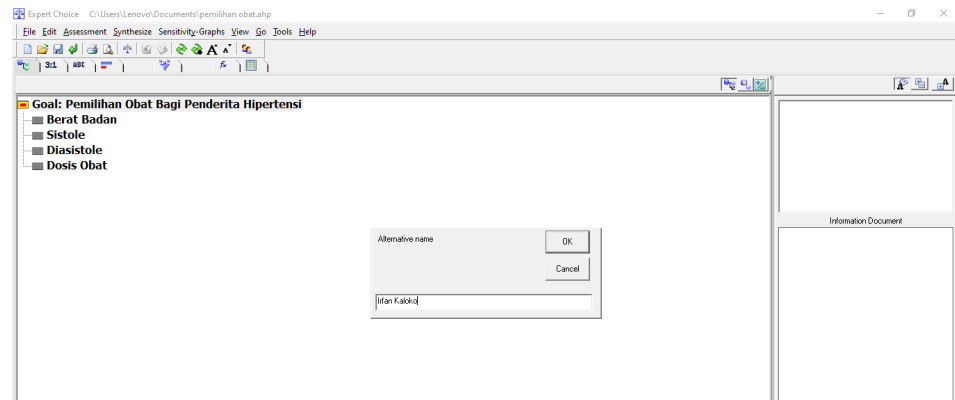 Expert Choice C:\Users\Lenovo\Documents\pemilihan obat.ahp
File Edit Assessment Synthesize Sensitivity-Graphs View Go Tools Help
3:1 ABC
Goal: Pemilihan Obat Bagi Penderita Hipertensi
Berat Badan
Sistole
Diasistole
Dosis Obat
Information Document
Alternative name
OK
Cancel
Irfan Kaloko